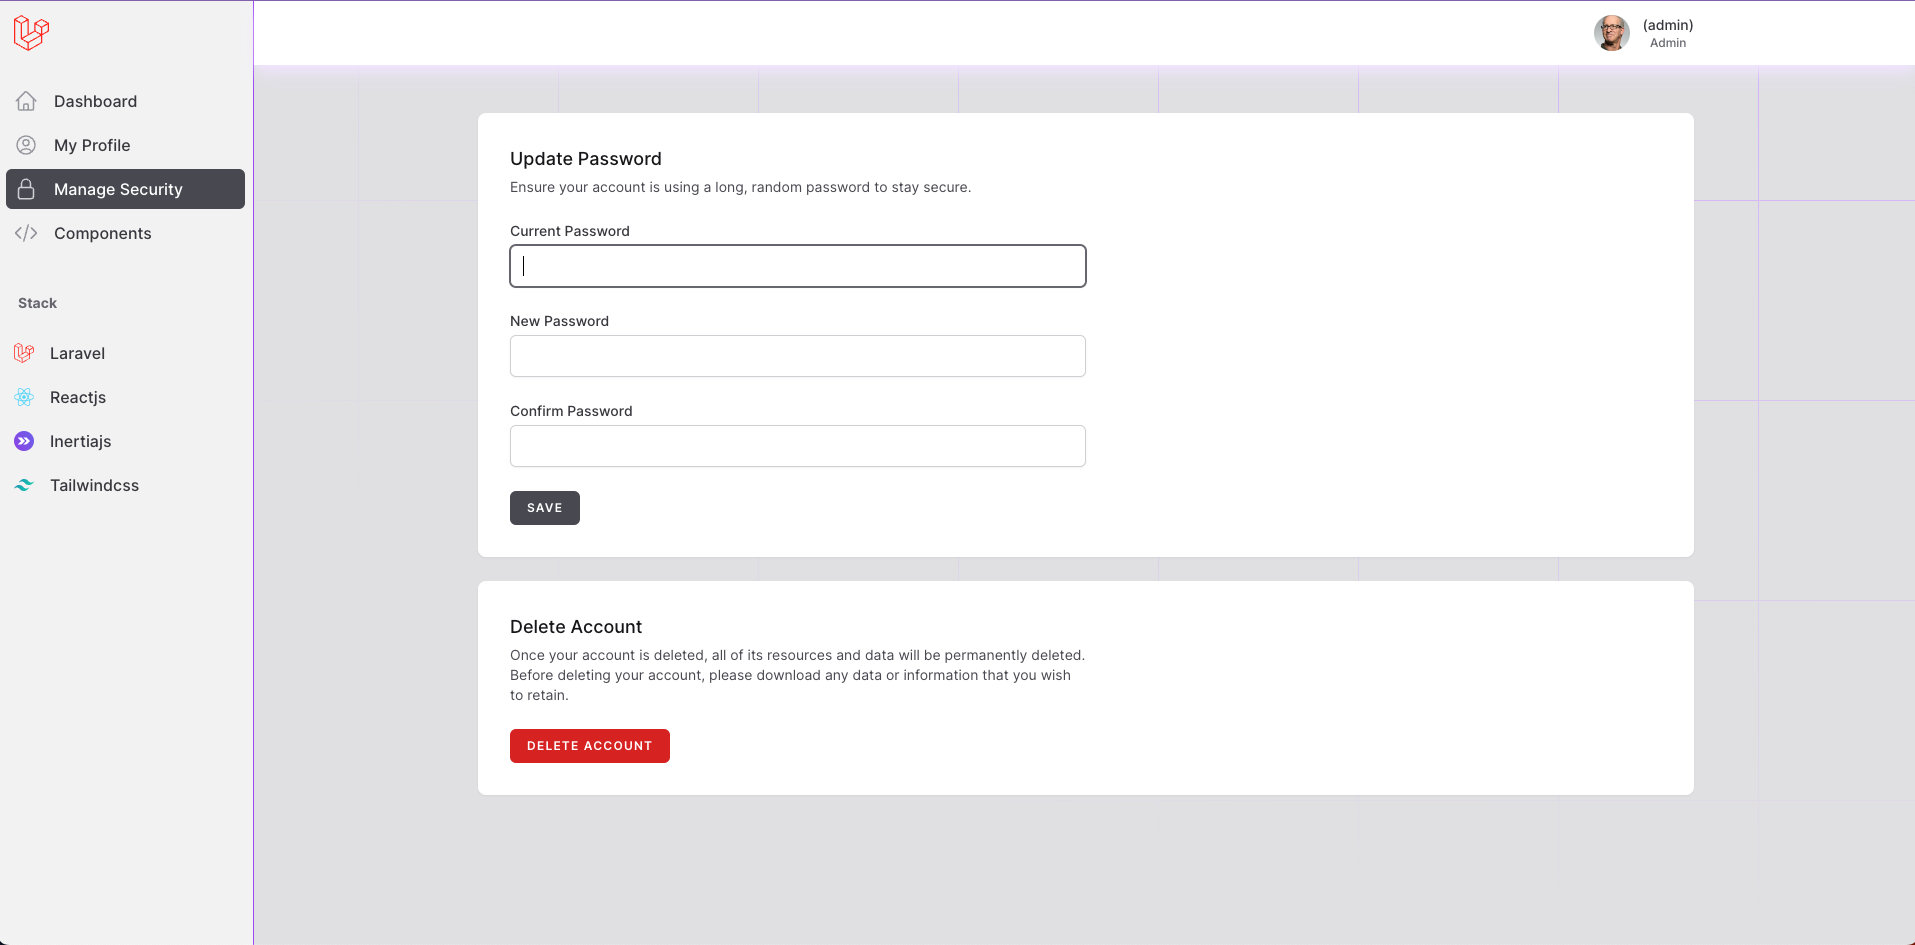 (admin)
Admin
Dashboard
My Profile
Manage Security
Components
Stack
Laravel
Reactjs
Inertiajs
Tailwindcss
Update Password
Ensure your account is using a long, random password to stay secure.
Current Password
New Password
Confirm Password
SAVE
Delete Account
Once your account is deleted, all of its resources and data will be permanently deleted.
Before deleting your account, please download any data or information that you wish
to retain.
DELETE ACCOUNT